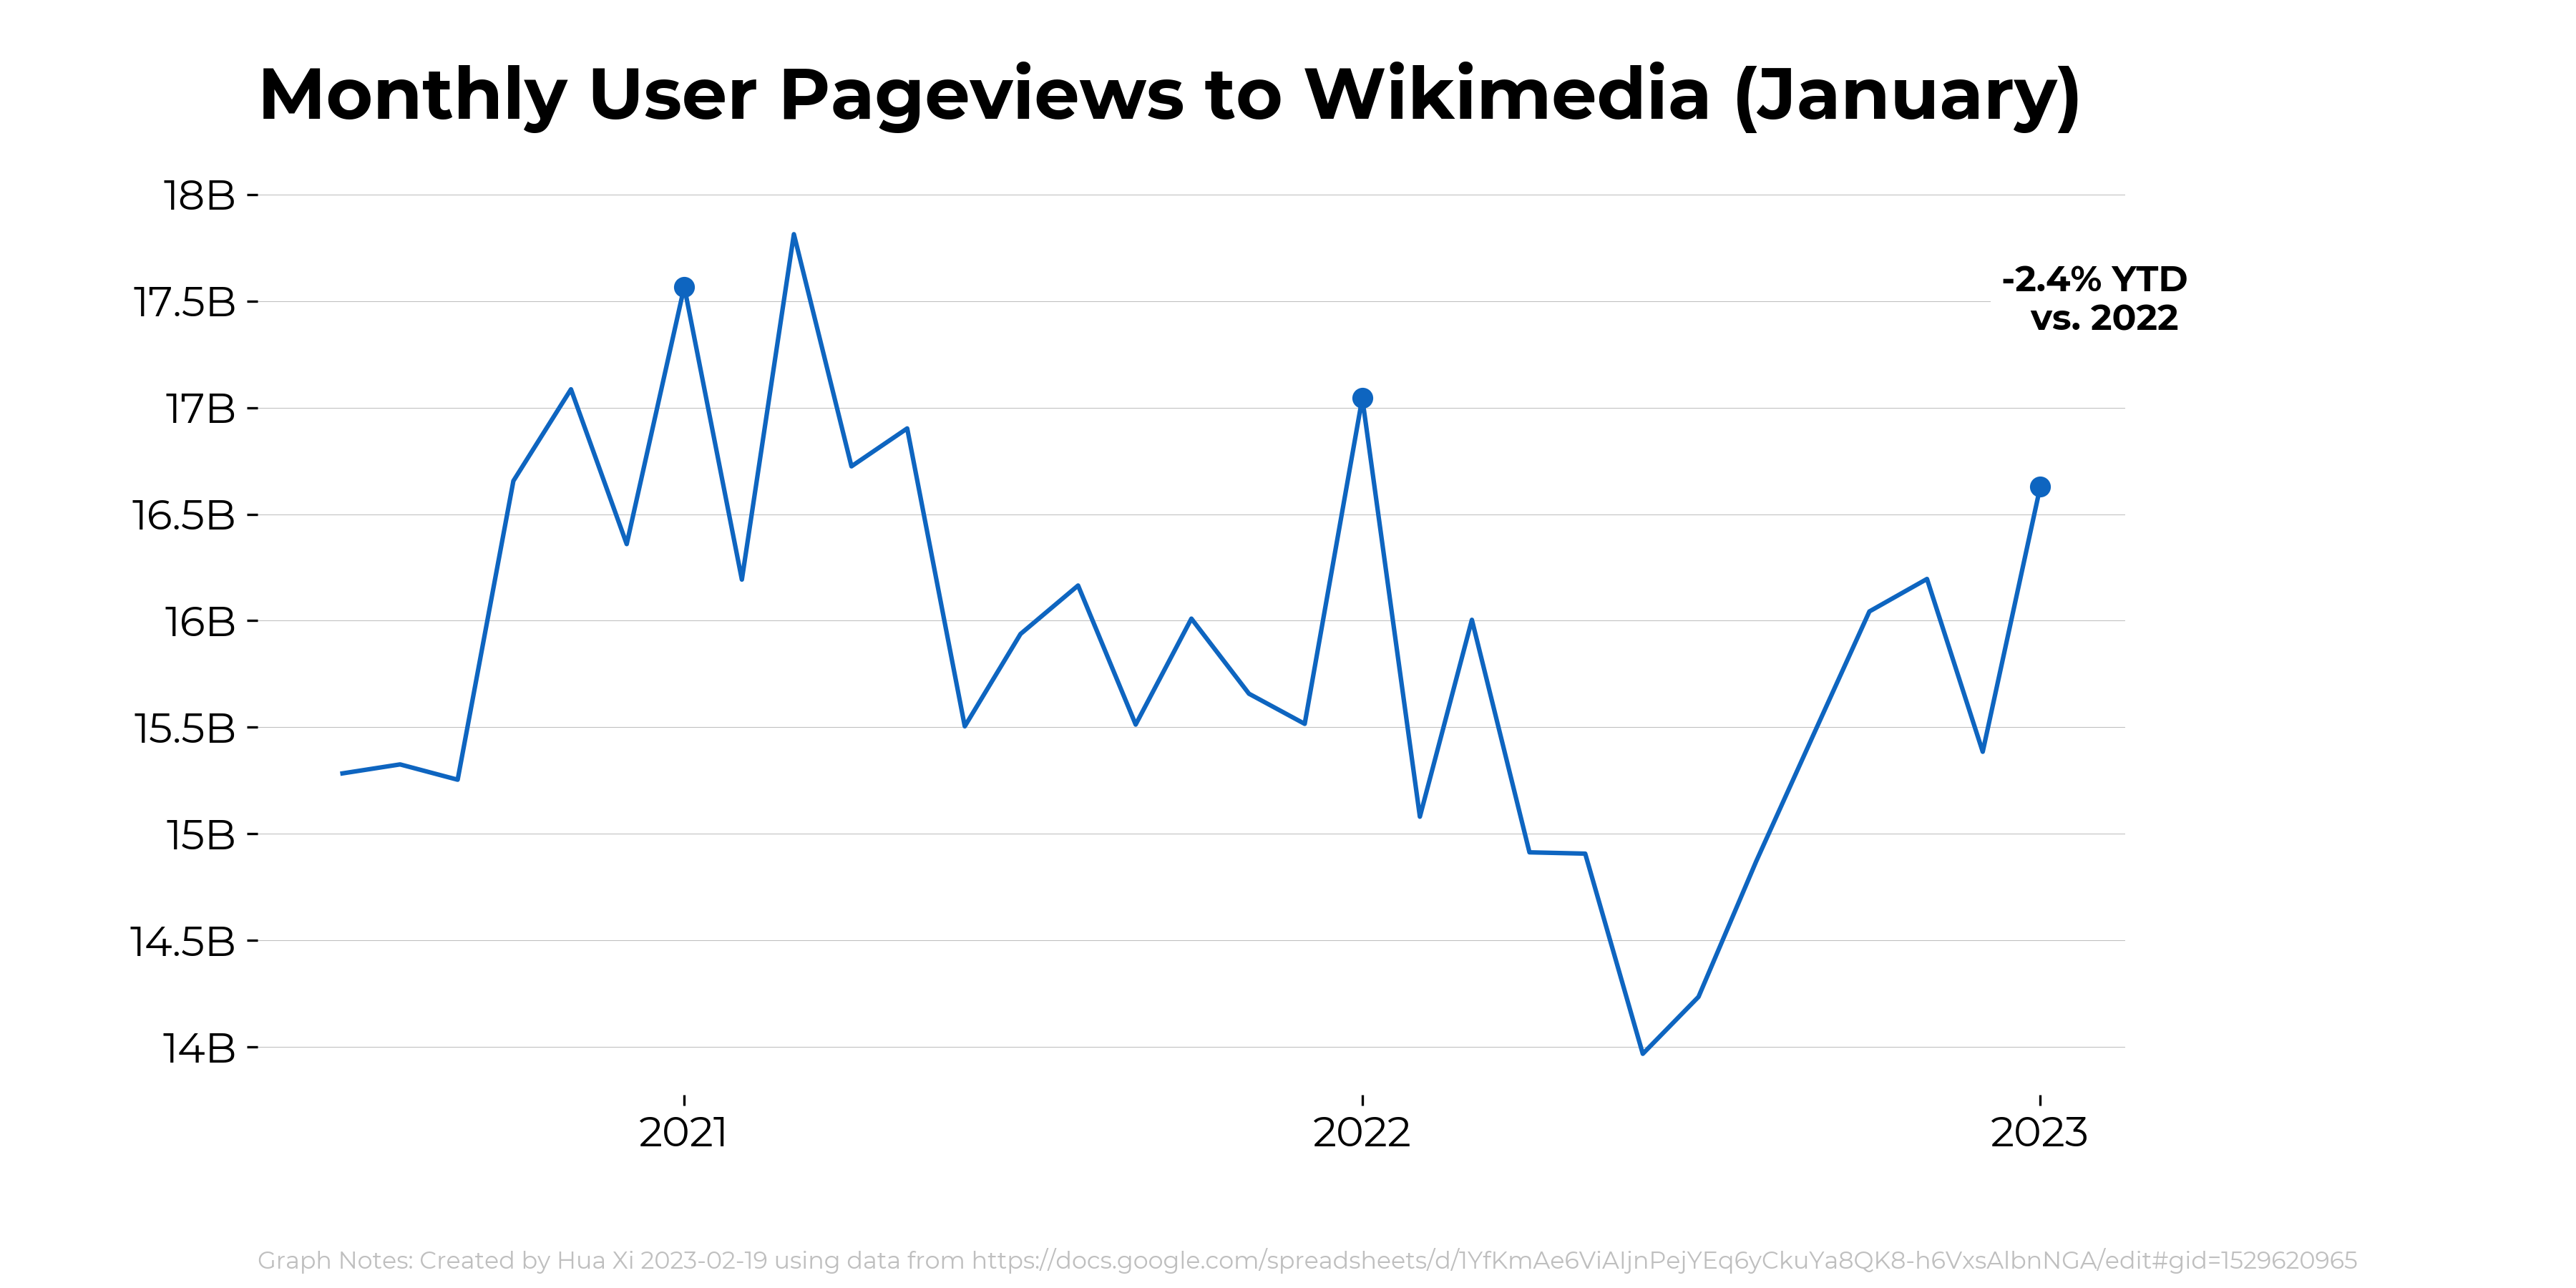 Monthly User Pageviews to Wikimedia (January)
18B
17.5B
17B
16.5B
16B
15.5B
15B
14.5B
14B
-2.4% YTD
vs. 2022
2021
2022
2023
Graph Notes: Created by Hua Xi 2023-02-19 using data from https://docs.google.com/spreadsheets/d/1YfKmAe6ViAIjnPejYEq6yCkuYa8QK8-h6VxsAlbnNGA/edit#gid=1529620965